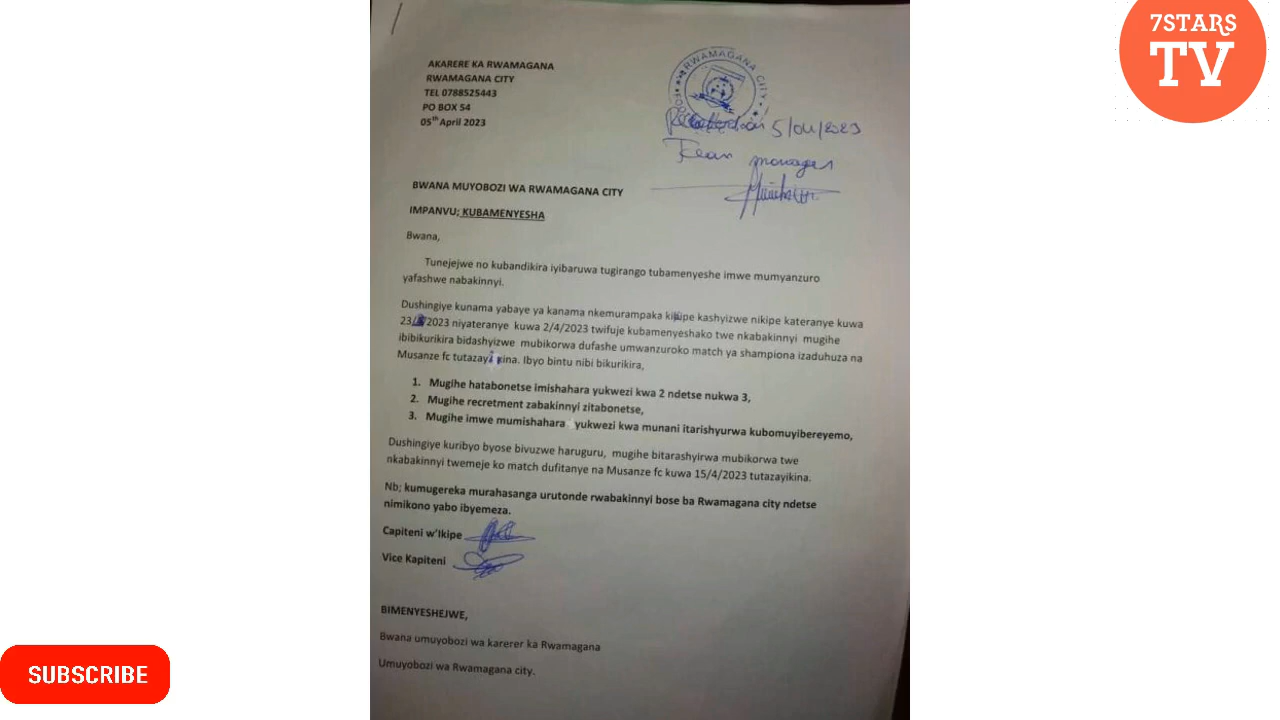 7STARS
TV
AKARERE KA RWAMAGANA
RWAMAGANA CITY
TEL 0788525443
PO BOX 54
05th April 2023
RWAMAGANA CITY
on 5/04/2023
Team manager
BWANA MUYOBOZI WA RWAMAGANA CITY
IMPANVU; KUBAMENYESHA
Bwana,
Tunejejwe no kubandikira iyibaruwa tugirango tubamenyeshe imwe mumyanzuro
yafashwe nabakinnyi.
Dushingiye kunama yabaye ya kanama nkemurampaka kikipe kashyizwe nikipe kateranye kuwa
23/ /2023 niyateranye kuwa 2/4/2023 twifuje kubamenyeshako twe nkabakinnyi mugihe
ibibikurikira bidashyizwe mubikorwa dufashe umwanzuroko match ya shampiona izaduhuza na
Musanze fc tutazayikina. Ibyo bintu nibi bikurikira,
1. Mugihe hatabonetse imishahara yukwezi kwa 2 ndetse nukwa 3,
2. Mugihe recretment zabakinnyi zitabonetse,
3. Mugihe imwe mumishahara yukwezi kwa munani itarishyurwa kubomuyibereyemo,
Dushingiye kuribyo byose bivuzwe haruguru, mugihe bitarashyirwa mubikorwa twe
nkabakinnyi twemeje ko match dufitanye na Musanze fc kuwa 15/4/2023 tutazayikina.
Nb; kumugereka murahasanga urutonde rwabakinnyi bose ba Rwamagana city ndetse
nimikono yabo ibyemeza.
Capiteni w'Ikipe
Vice Kapiteni
BIMENYESHEJWE,
Bwana umuyobozi wa karerer ka Rwamagana
Umuyobozi wa Rwamagana city.
SUBSCRIBE